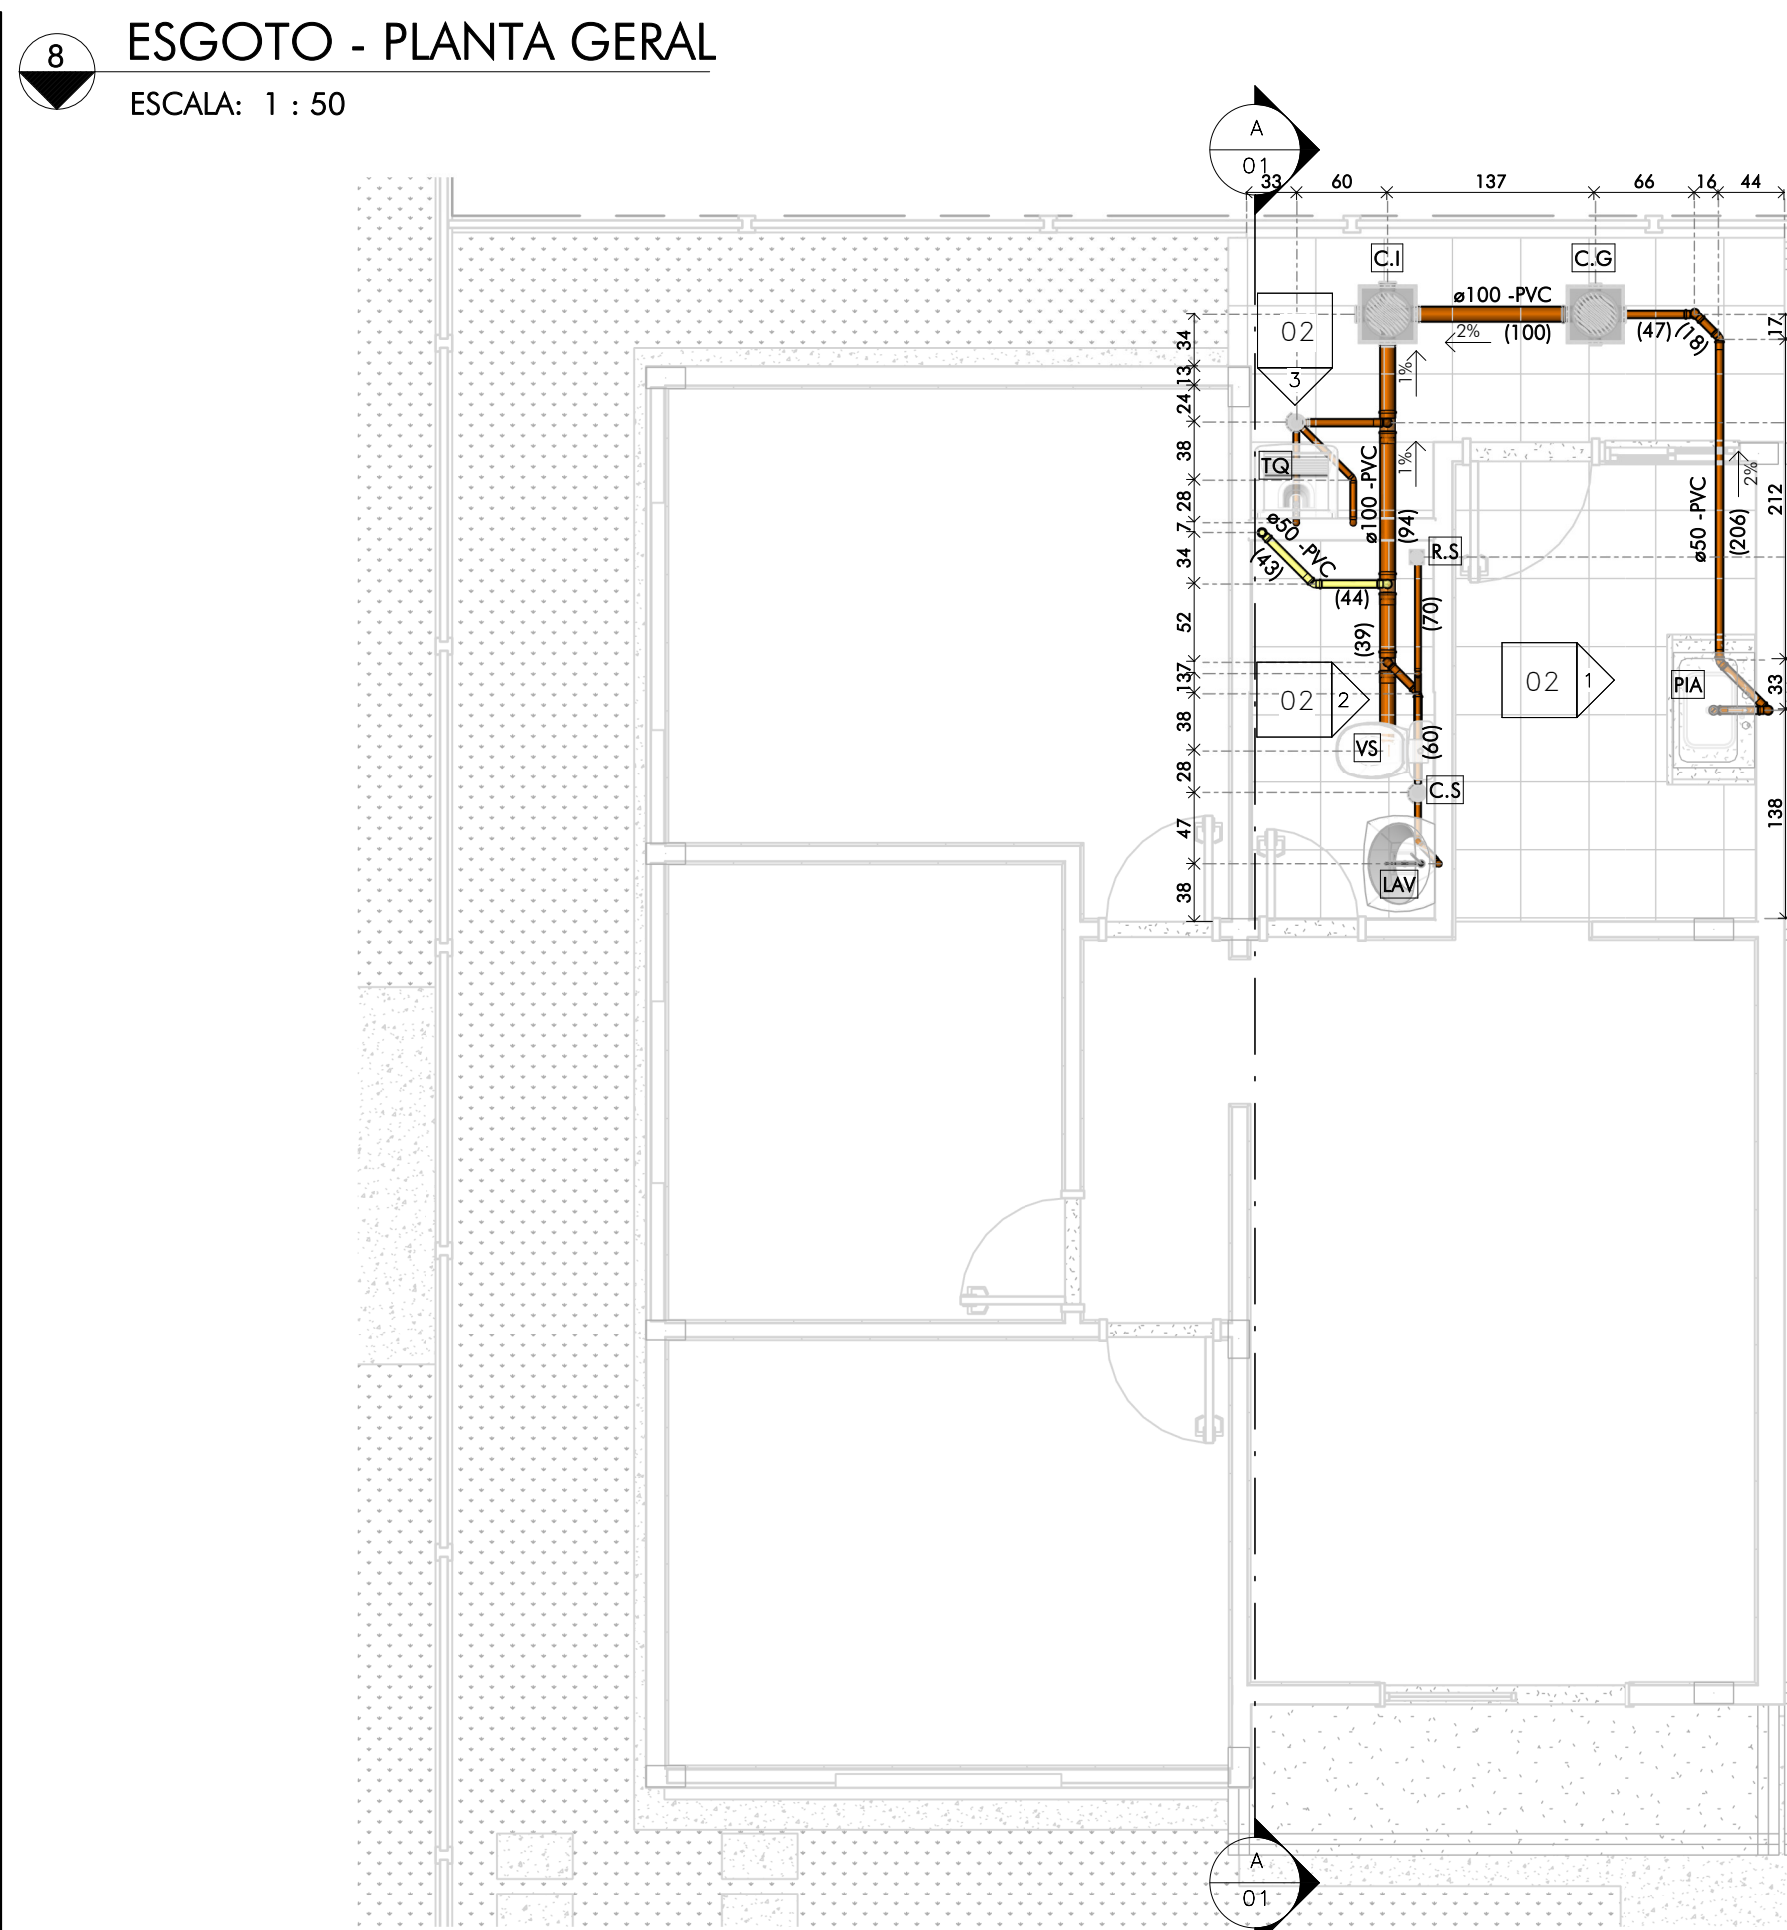 8
ESGOTO - PLANTA GERAL
ESCALA: 1 : 50
A
01
33 60 137 66 16 44
C.I
C.G
ø100 -PVC
2% (100)
(47) (18)
17
02
3
34
13
24
38
28
7
34
52
7
13
38
28
47
38
1%
1%
TQ
ø100 -PVC
(94)
ø50 -PVC
(43)
(44)
R.S
(39)
(70)
ø50 -PVC
(206)
2%
212
02
2
02
1
PIA
33
VS
(60)
C.S
138
LAV
A
01